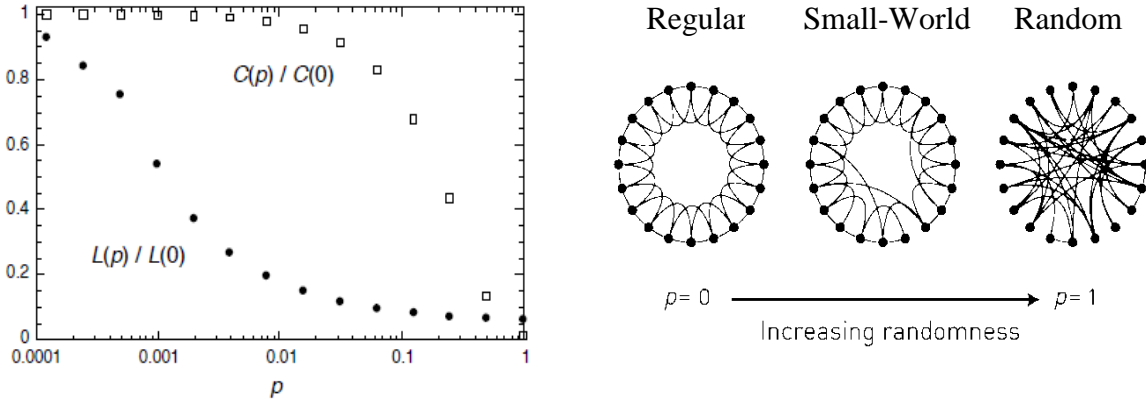 1
0.8
0.6
0.4
0.2
0
0.0001
0.001
0.01
0.1
1
p
C(p) / C(0)
L(p) / L(0)
Regular Small-World Random
p= 0
p= 1
Increasing randomness